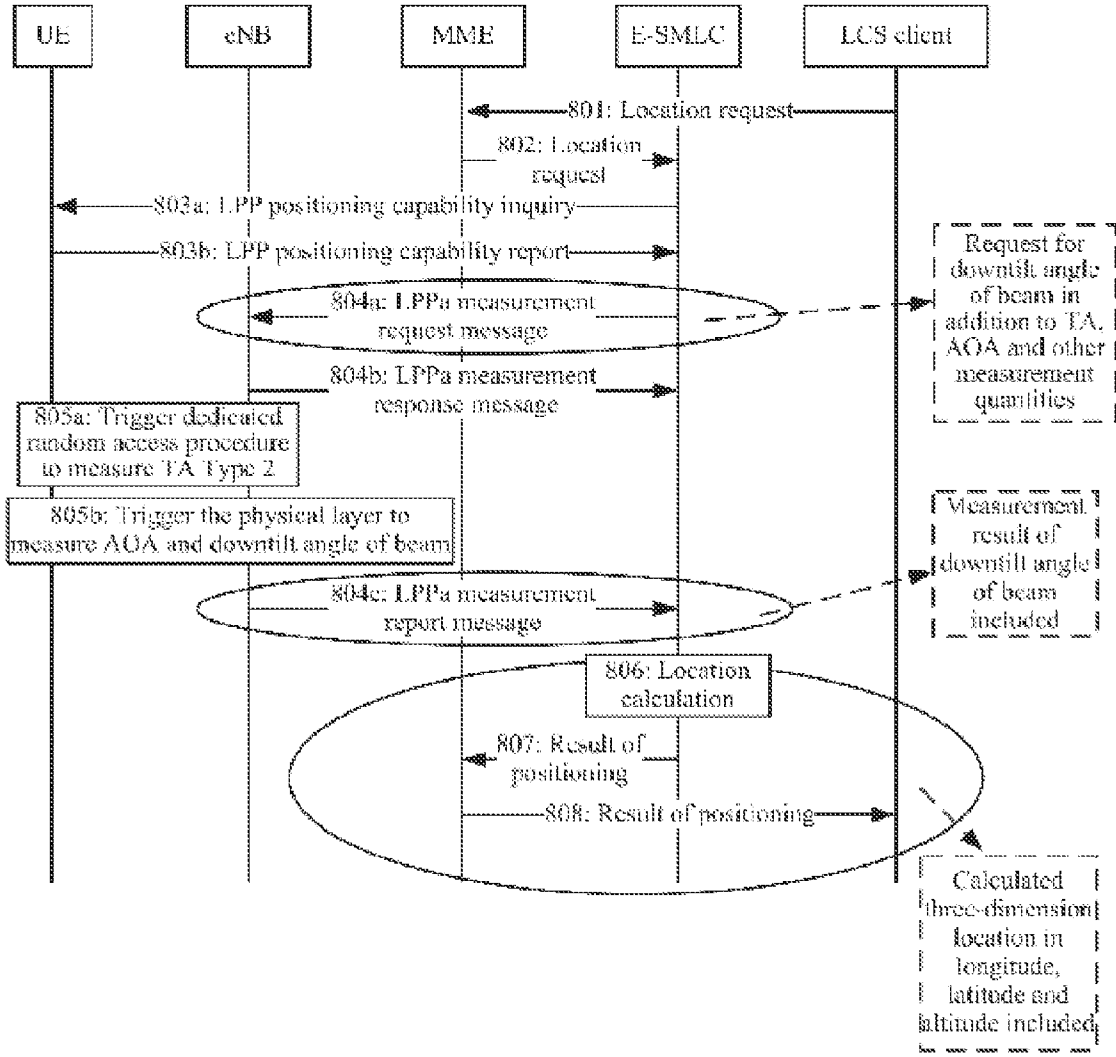 UE
eNB
MME
E-SMLC
LCS client
801: Location request
802: Location
request
803a: LPP positioning capability inquiry
803b: LPP positioning capability report
804a: LPPa measurement
request message
Request for
downtilt angle
of beam in
addition to TA,
AOA and other
measurement
quantities
804b: LPPa measurement
response message
805a: Trigger dedicated
random access procedure
to measure TA Type 2
805b: Trigger the physical layer to
measure AOA and downtilt angle of beam
804c: LPPa measurement
report message
Measurement
result of
downtilt angle
of beam
included
806: Location
calculation
807: Result of
positioning
808: Result of positioning
Calculated
three-dimension
location in
longitude,
latitude and
altitude included